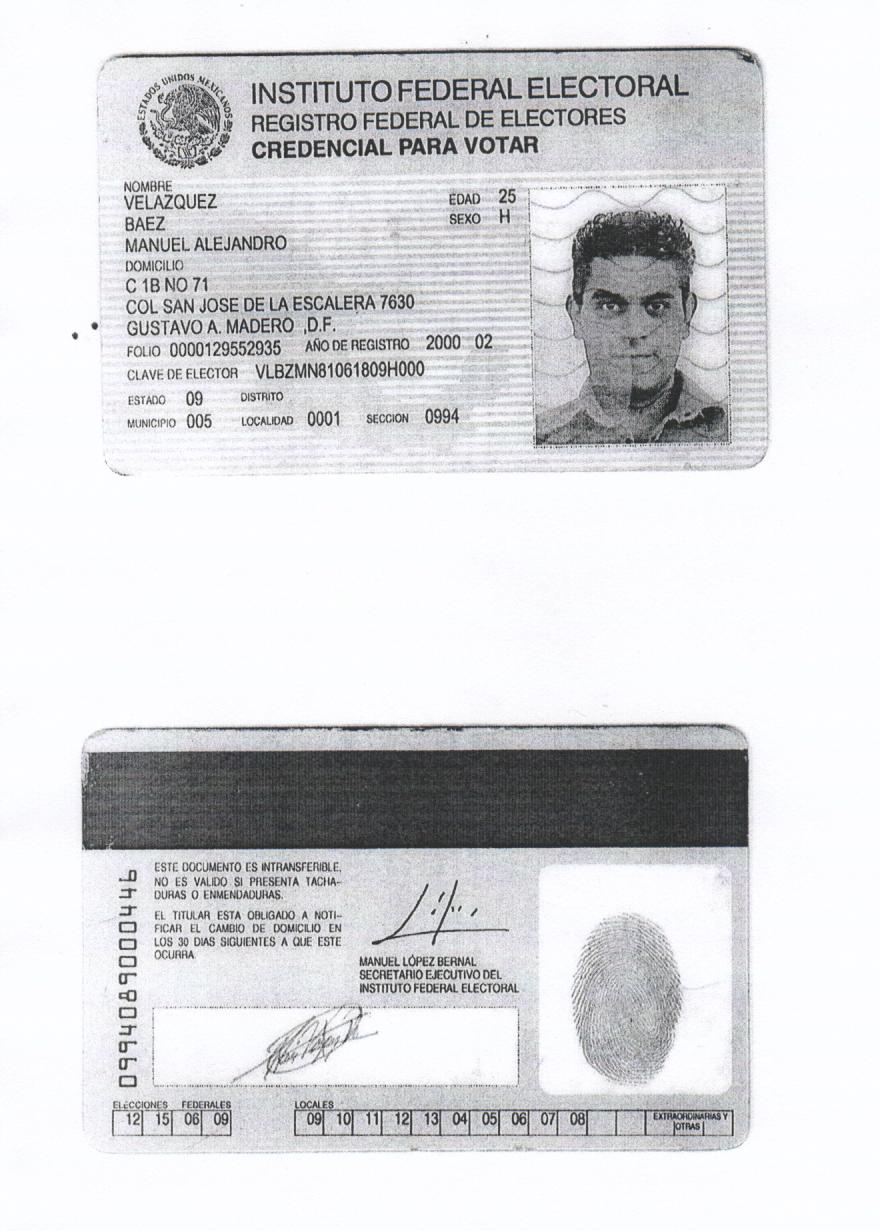 ESTADOS UNIDOS MEXICANOS
INSTITUTO FEDERAL ELECTORAL
REGISTRO FEDERAL DE ELECTORES
CREDENCIAL PARA VOTAR
NOMBRE
VELAZQUEZ
BAEZ
MANUEL ALEJANDRO
EDAD 25
SEXO H
DOMICILIO
C 1B NO 71
COL SAN JOSE DE LA ESCALERA 7630
GUSTAVO A. MADERO ,D.F.
FOLIO 0000129552935 AÑO DE REGISTRO 2000 02
CLAVE DE ELECTOR VLBZMN81061809H000
ESTADO 09 DISTRITO
MUNICIPIO 005 LOCALIDAD 0001 SECCION 0994
0994089000446
ESTE DOCUMENTO ES INTRANSFERIBLE,
NO ES VALIDO SI PRESENTA TACHA-
DURAS O ENMENDADURAS.
EL TITULAR ESTA OBLIGADO A NOTI-
FICAR EL CAMBIO DE DOMICILIO EN
LOS 30 DIAS SIGUIENTES A QUE ESTE
OCURRA
MANUEL LÓPEZ BERNAL
SECRETARIO EJECUTIVO DEL
INSTITUTO FEDERAL ELECTORAL
ELECCIONES FEDERALES
12 15 06 09
LOCALES
09 10 11 12 13 04 05 06 07 08
EXTRAORDINARIAS Y
OTRAS